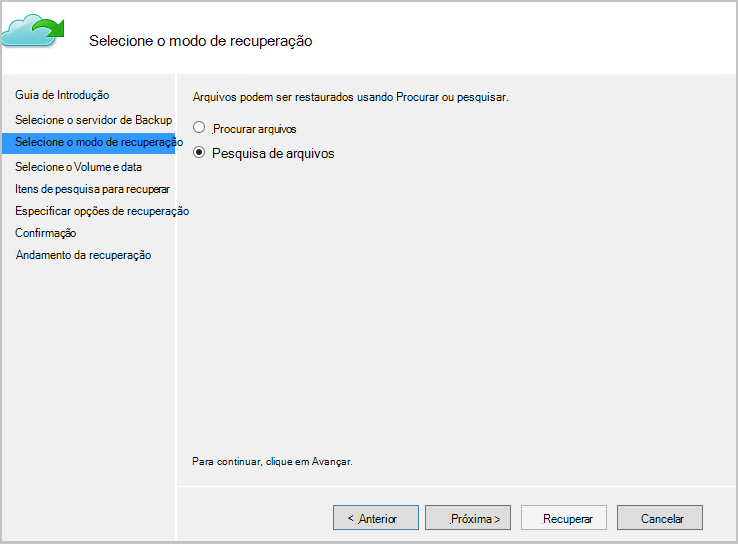 Selecione o modo de recuperação
Guia de Introdução
Selecione o servidor de Backup
Selecione o modo de recuperação
Selecione o Volume e data
Itens de pesquisa para recuperar
Especificar opções de recuperação
Confirmação
Andamento da recuperação
Arquivos podem ser restaurados usando Procurar ou pesquisar.
Procurar arquivos
Pesquisa de arquivos
Para continuar, clique em Avançar.
< Anterior
Próxima >
Recuperar
Cancelar